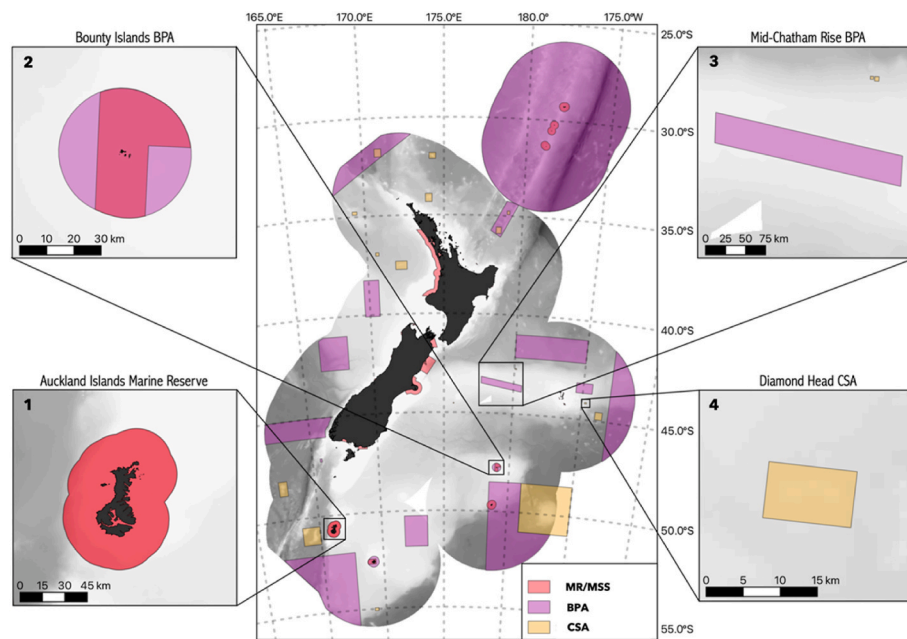 165.0°E 170.0°E 175.0°E 180.0° 175.0°W
25.0°S
30.0°S
35.0°S
40.0°S
45.0°S
50.0°S
55.0°S
Bounty Islands BPA
2
0 10 20 30 km
Mid-Chatham Rise BPA
3
0 25 50 75 km
Auckland Islands Marine Reserve
1
0 15 30 45 km
Diamond Head CSA
4
0 5 10 15 km
MR/MSS
BPA
CSA